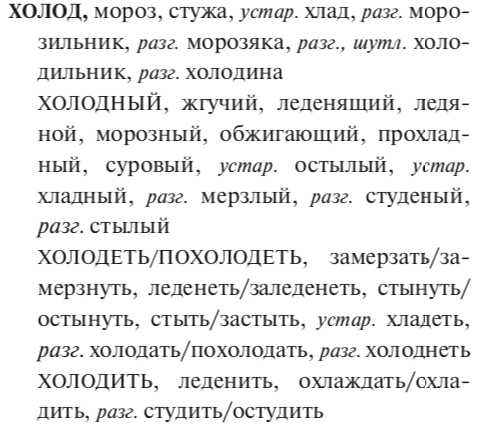 ХОЛОД, мороз, стужа, устар. хлад, разг. моро-
зильник, разг. морозяка, разг., шутл. холо-
дильник, разг. холодина
ХОЛОДНЫЙ, жгучий, леденящий, ледя-
ной, морозный, обжигающий, прохлад-
ный, суровый, устар. остылый, устар.
хладный, разг. мерзлый, разг. студеный,
разг. стылый
ХОЛОДЕТЬ/ПОХОЛОДЕТЬ, замерзать/за-
мерзнуть, леденеть/заледенеть, стынуть/
остынуть, стыть/застыть, устар. хладеть,
разг. холодать/похолодать, разг. холоднеть
ХОЛОДИТЬ, леденить, охлаждать/охла-
дить, разг. студить/остудить